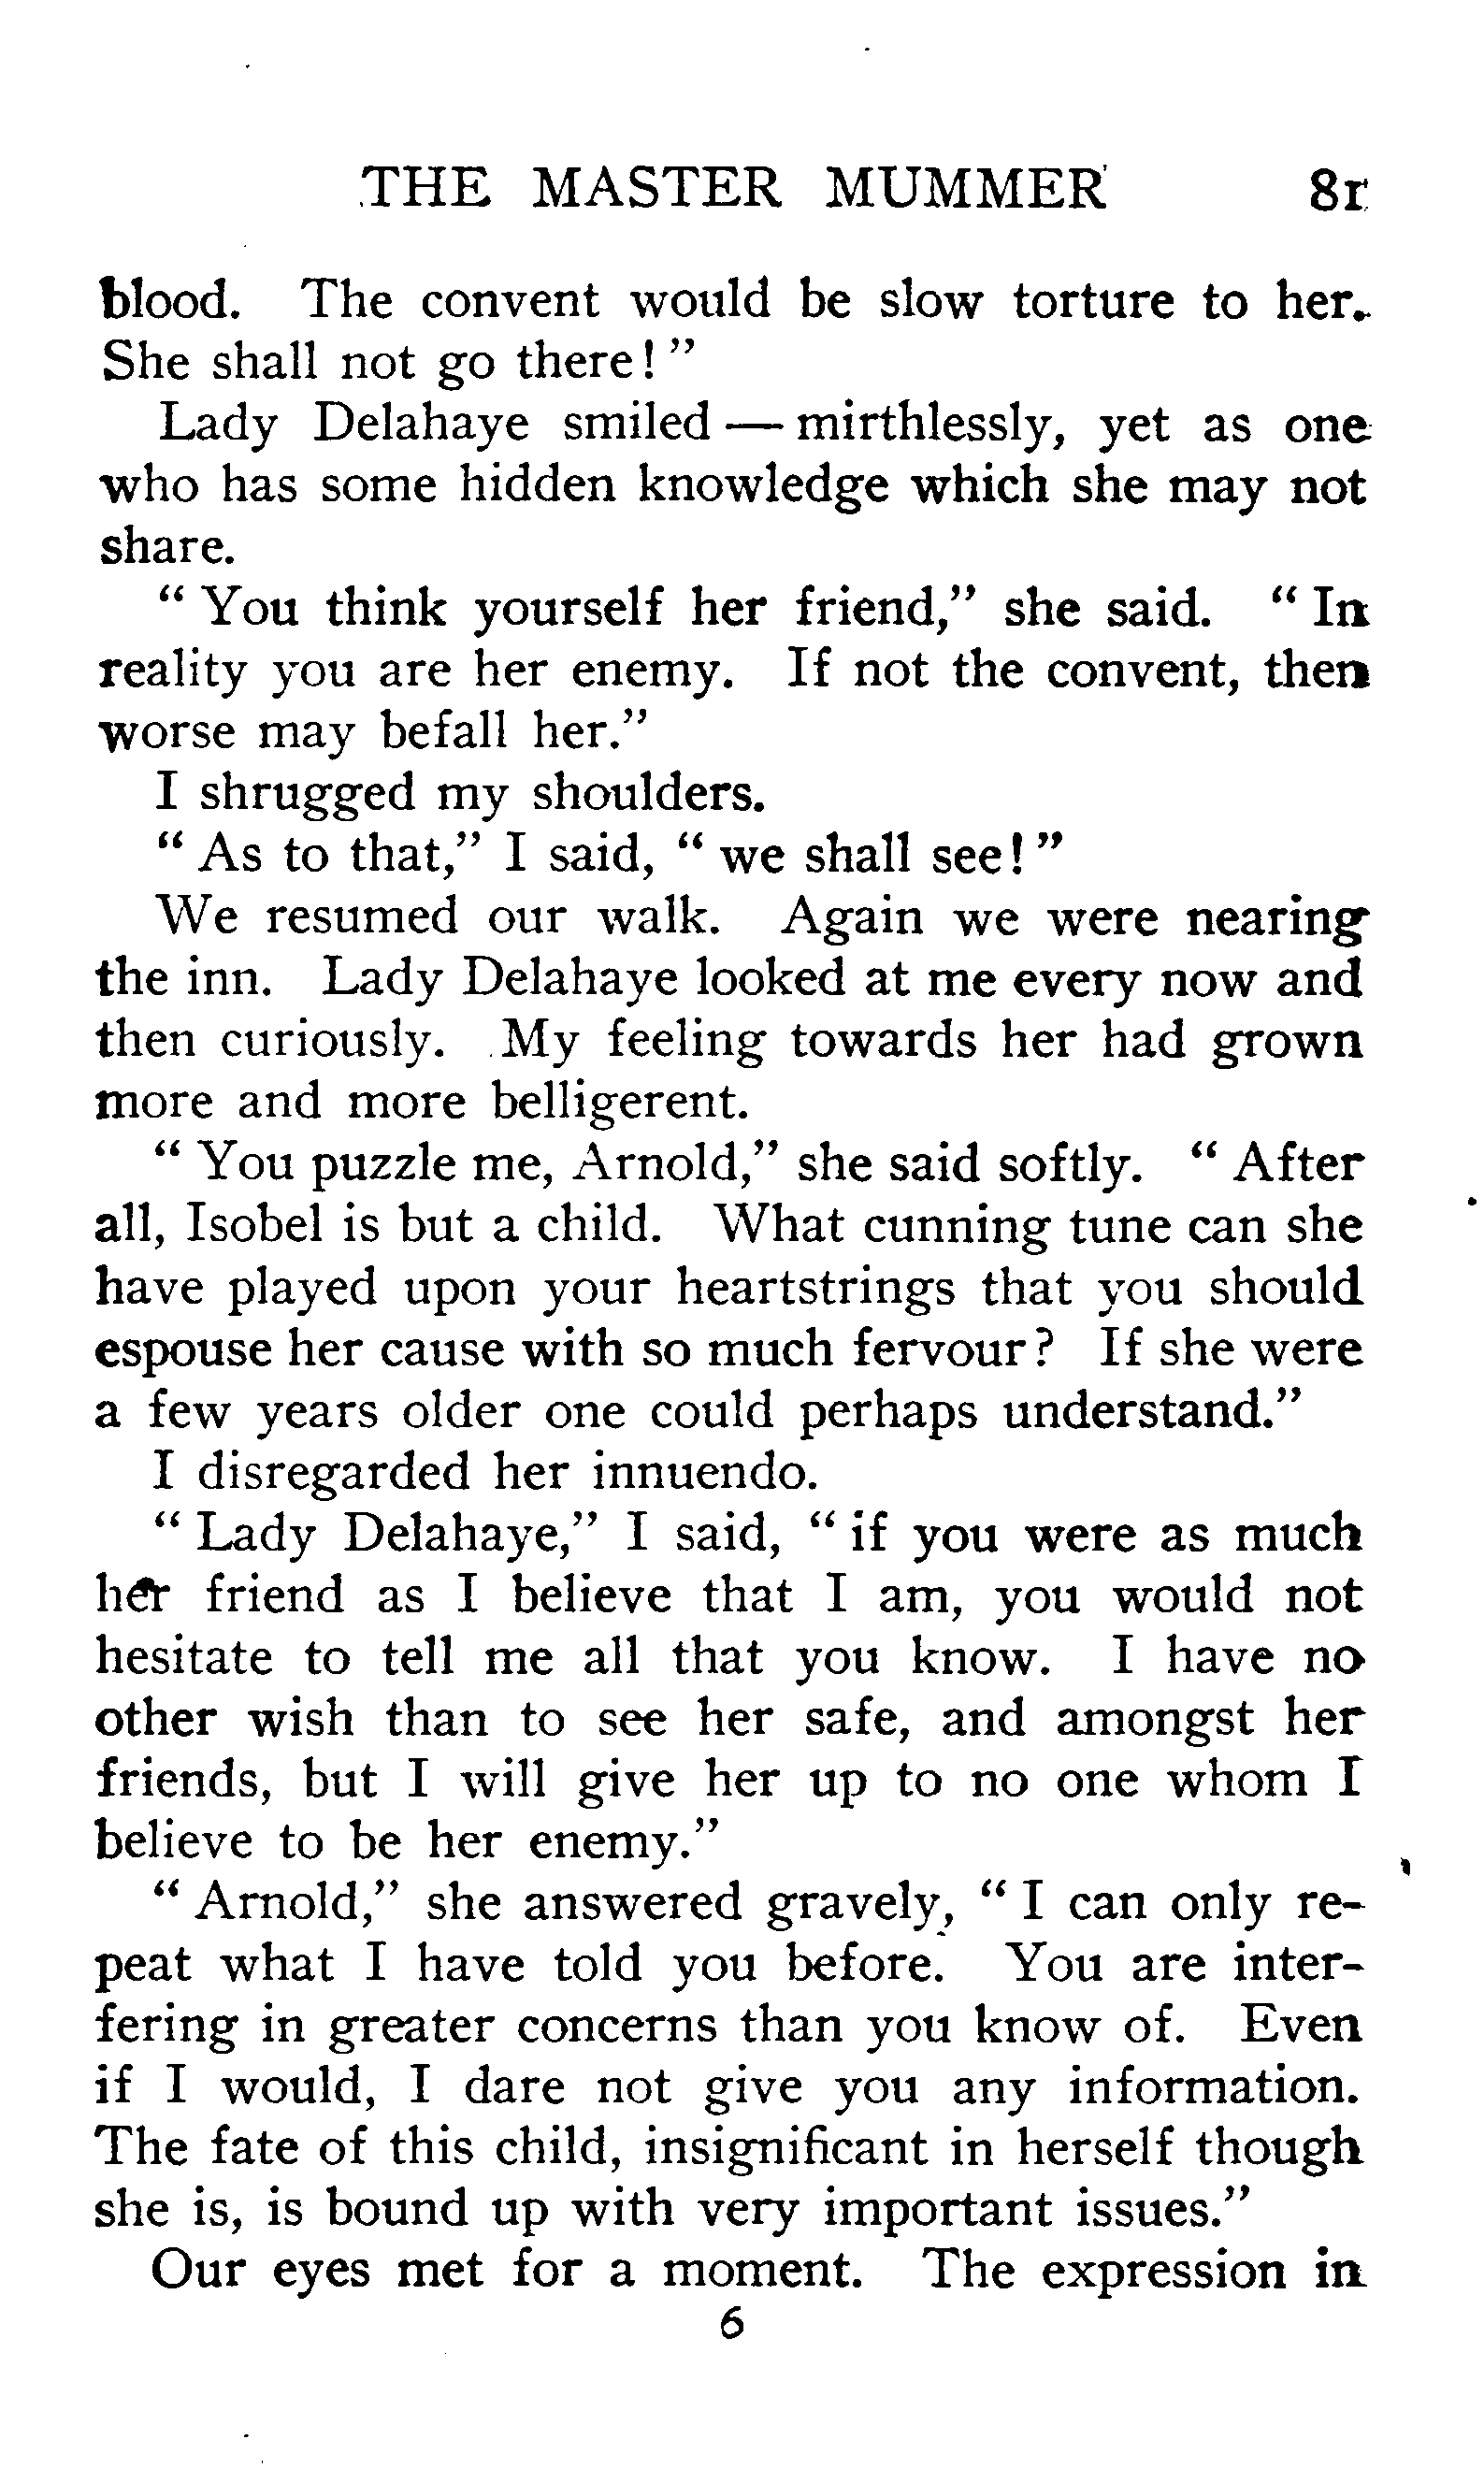 THE MASTER MUMMER 81
blood. The convent would be slow torture to her.
She shall not go there! "
Lady Delahaye smiled — mirthlessly, yet as one
who has some hidden knowledge which she may not
share.
" You think yourself her friend," she said. " In
reality you are her enemy. If not the convent, then
worse may befall her."
I shrugged my shoulders.
" As to that," I said, " we shall see! "
We resumed our walk. Again we were nearing
the inn. Lady Delahaye looked at me every now and
then curiously. My feeling towards her had grown
more and more belligerent.
" You puzzle me, Arnold," she said softly. " After
all, Isobel is but a child. What cunning tune can she
have played upon your heartstrings that you should
espouse her cause with so much fervour? If she were
a few years older one could perhaps understand."
I disregarded her innuendo.
" Lady Delahaye," I said, " if you were as much
her friend as I believe that I am, you would not
hesitate to tell me all that you know. I have no
other wish than to see her safe, and amongst her
friends, but I will give her up to no one whom I
believe to be her enemy."
" Arnold," she answered gravely, " I can only re-
peat what I have told you before. You are inter-
fering in greater concerns than you know of. Even
if I would, I dare not give you any information.
The fate of this child, insignificant in herself though
she is, is bound up with very important issues."
Our eyes met for a moment. The expression in
6